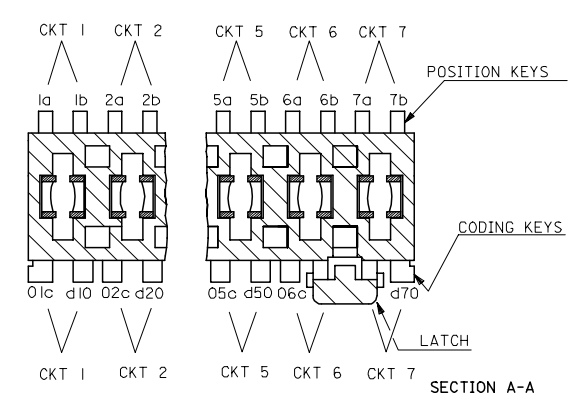 CKT 1 CKT 2 CKT 5 CKT 6 CKT 7
POSITION KEYS
1a 1b 2a 2b 5a 5b 6a 6b 7a 7b
CODING KEYS
01c d10 02c d20 05c d50 06c d70
LATCH
CKT 1 CKT 2 CKT 5 CKT 6 CKT 7
SECTION A-A